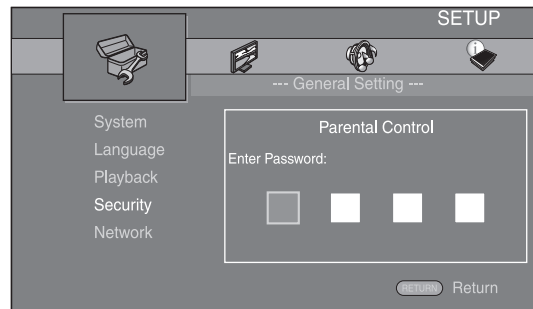 SETUP
--- General Setting ---
System
Language
Playback
Security
Network
Parental Control
Enter Password:
RETURN Return